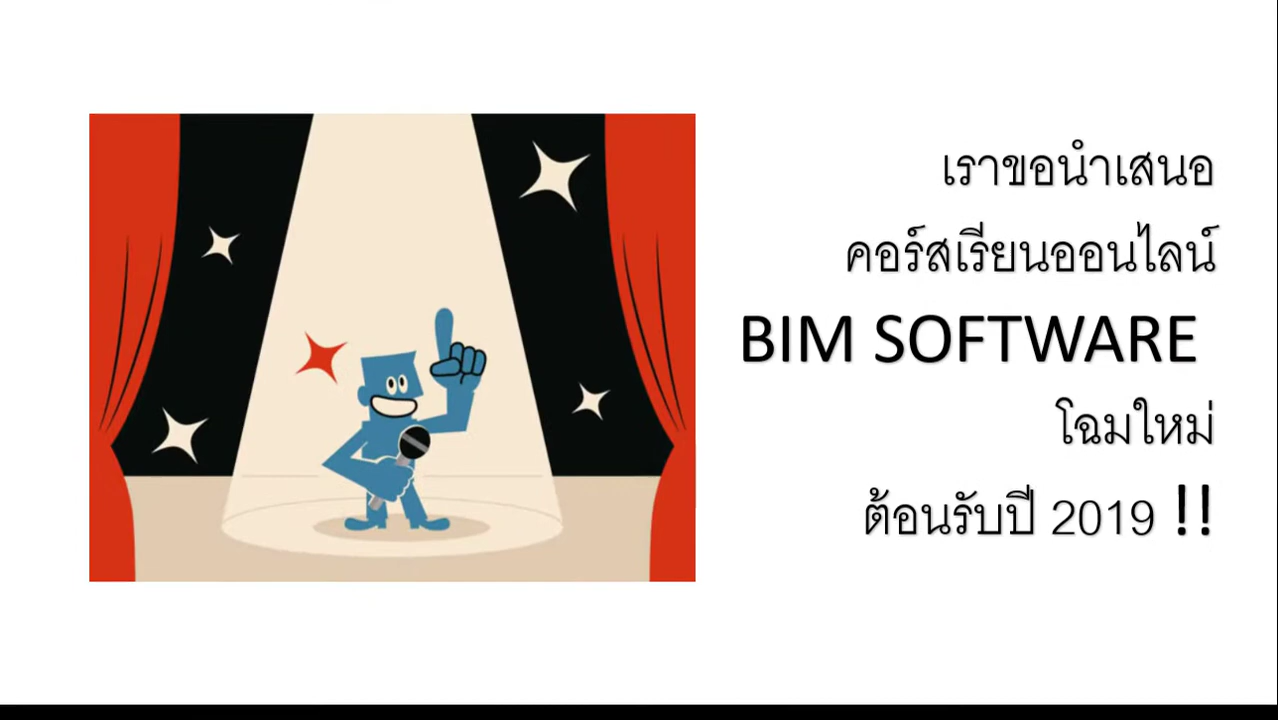 เราขอนำเสนอ
คอร์สเรียนออนไลน์
BIM SOFTWARE
โฉมใหม่
ต้อนรับปี 2019 !!